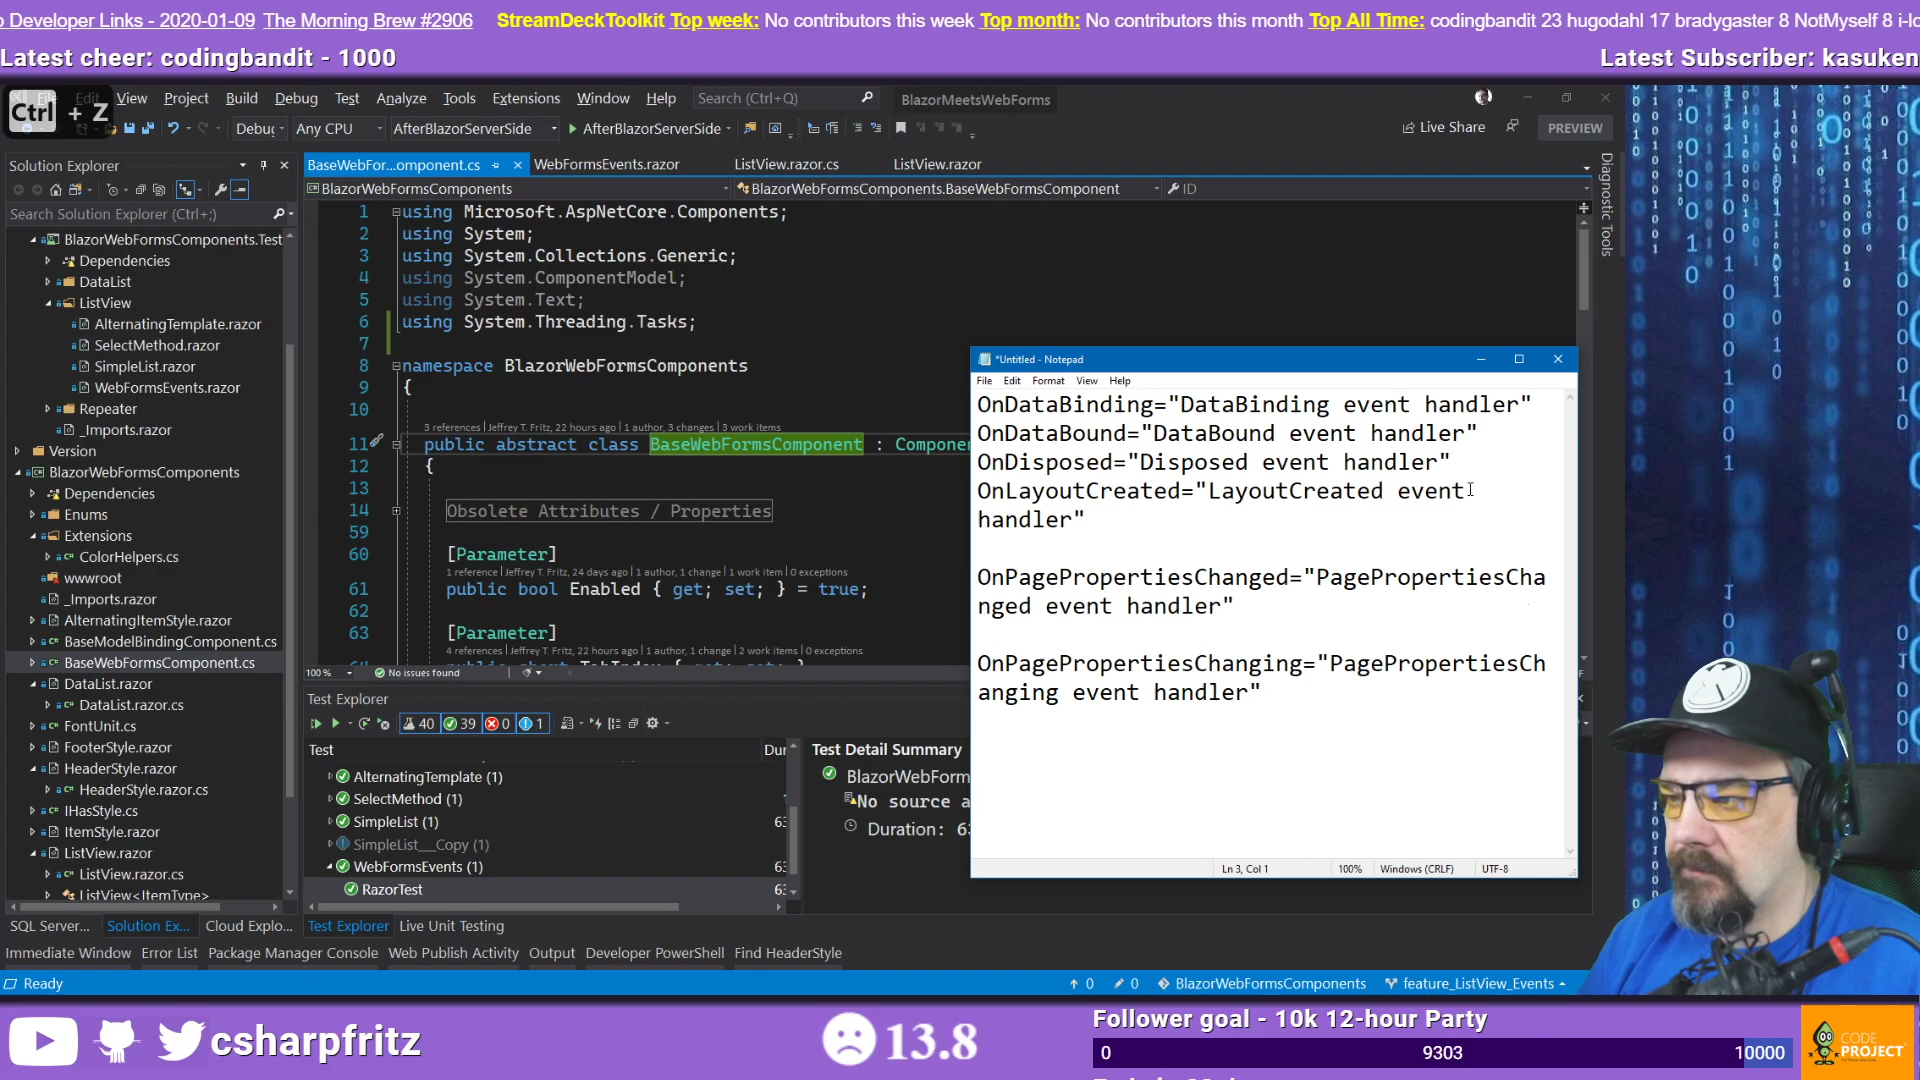 o Developer Links - 2020-01-09 The Morning Brew #2906 StreamDeckToolkit Top week: No contributors this week Top month: No contributors this month Top All Time: codingbandit 23 hugodahl 17 bradygaster 8 NotMyself 8 i-lo
Latest cheer: codingbandit - 1000
Latest Subscriber: kasuken
Ctrl + Z
File Edit View Project Build Debug Test Analyze Tools Extensions Window Help Search (Ctrl+Q) BlazorMeetsWebForms
Debug Any CPU AfterBlazorServerSide AfterBlazorServerSide Live Share PREVIEW
Solution Explorer
BaseWebFor...omponent.cs WebFormsEvents.razor ListView.razor.cs ListView.razor
BlazorWebFormsComponents BlazorWebFormsComponents.BaseWebFormsComponent ID
Search Solution Explorer (Ctrl+;)
BlazorWebFormsComponents.Test
Dependencies
DataList
ListView
AlternatingTemplate.razor
SelectMethod.razor
SimpleList.razor
WebFormsEvents.razor
Repeater
_Imports.razor
Version
BlazorWebFormsComponents
Dependencies
Enums
Extensions
ColorHelpers.cs
wwwroot
_Imports.razor
AlternatingItemStyle.razor
BaseModelBindingComponent.cs
BaseWebFormsComponent.cs
DataList.razor
DataList.razor.cs
FontUnit.cs
FooterStyle.razor
HeaderStyle.razor
HeaderStyle.razor.cs
IHasStyle.cs
ItemStyle.razor
ListView.razor
ListView.razor.cs
ListView<ItemType>
SQL Server... Solution Ex... Cloud Explo...
1 using Microsoft.AspNetCore.Components;
2 using System;
3 using System.Collections.Generic;
4 using System.ComponentModel;
5 using System.Text;
6 using System.Threading.Tasks;
7
8 namespace BlazorWebFormsComponents
9 {
10
3 references | Jeffrey T. Fritz, 22 hours ago | 1 author, 3 changes | 3 work items
11 public abstract class BaseWebFormsComponent : Componen
12 {
13
14 Obsolete Attributes / Properties
59
60 [Parameter]
1 reference | Jeffrey T. Fritz, 24 days ago | 1 author, 1 change | 1 work item | 0 exceptions
61 public bool Enabled { get; set; } = true;
62
63 [Parameter]
4 references | Jeffrey T. Fritz, 22 hours ago | 1 author, 1 change | 2 work items | 0 exceptions
100% No issues found
Diagnostic Tools
*Untitled - Notepad
File Edit Format View Help
OnDataBinding="DataBinding event handler"
OnDataBound="DataBound event handler"
OnDisposed="Disposed event handler"
OnLayoutCreated="LayoutCreated event
handler"
OnPagePropertiesChanged="PagePropertiesCha
nged event handler"
OnPagePropertiesChanging="PagePropertiesCh
anging event handler"
Ln 3, Col 1 100% Windows (CRLF) UTF-8
Test Explorer
40 39 0 1
Test Dur
AlternatingTemplate (1)
SelectMethod (1)
SimpleList (1) 63
SimpleList__Copy (1)
WebFormsEvents (1) 63
RazorTest 63
Test Detail Summary
BlazorWebForm
No source a
Duration: 63
Test Explorer Live Unit Testing
Immediate Window Error List Package Manager Console Web Publish Activity Output Developer PowerShell Find HeaderStyle
Ready 0 0 BlazorWebFormsComponents feature_ListView_Events
csharpfritz
13.8
Follower goal - 10k 12-hour Party
0 9303 10000
CODE
PROJECT